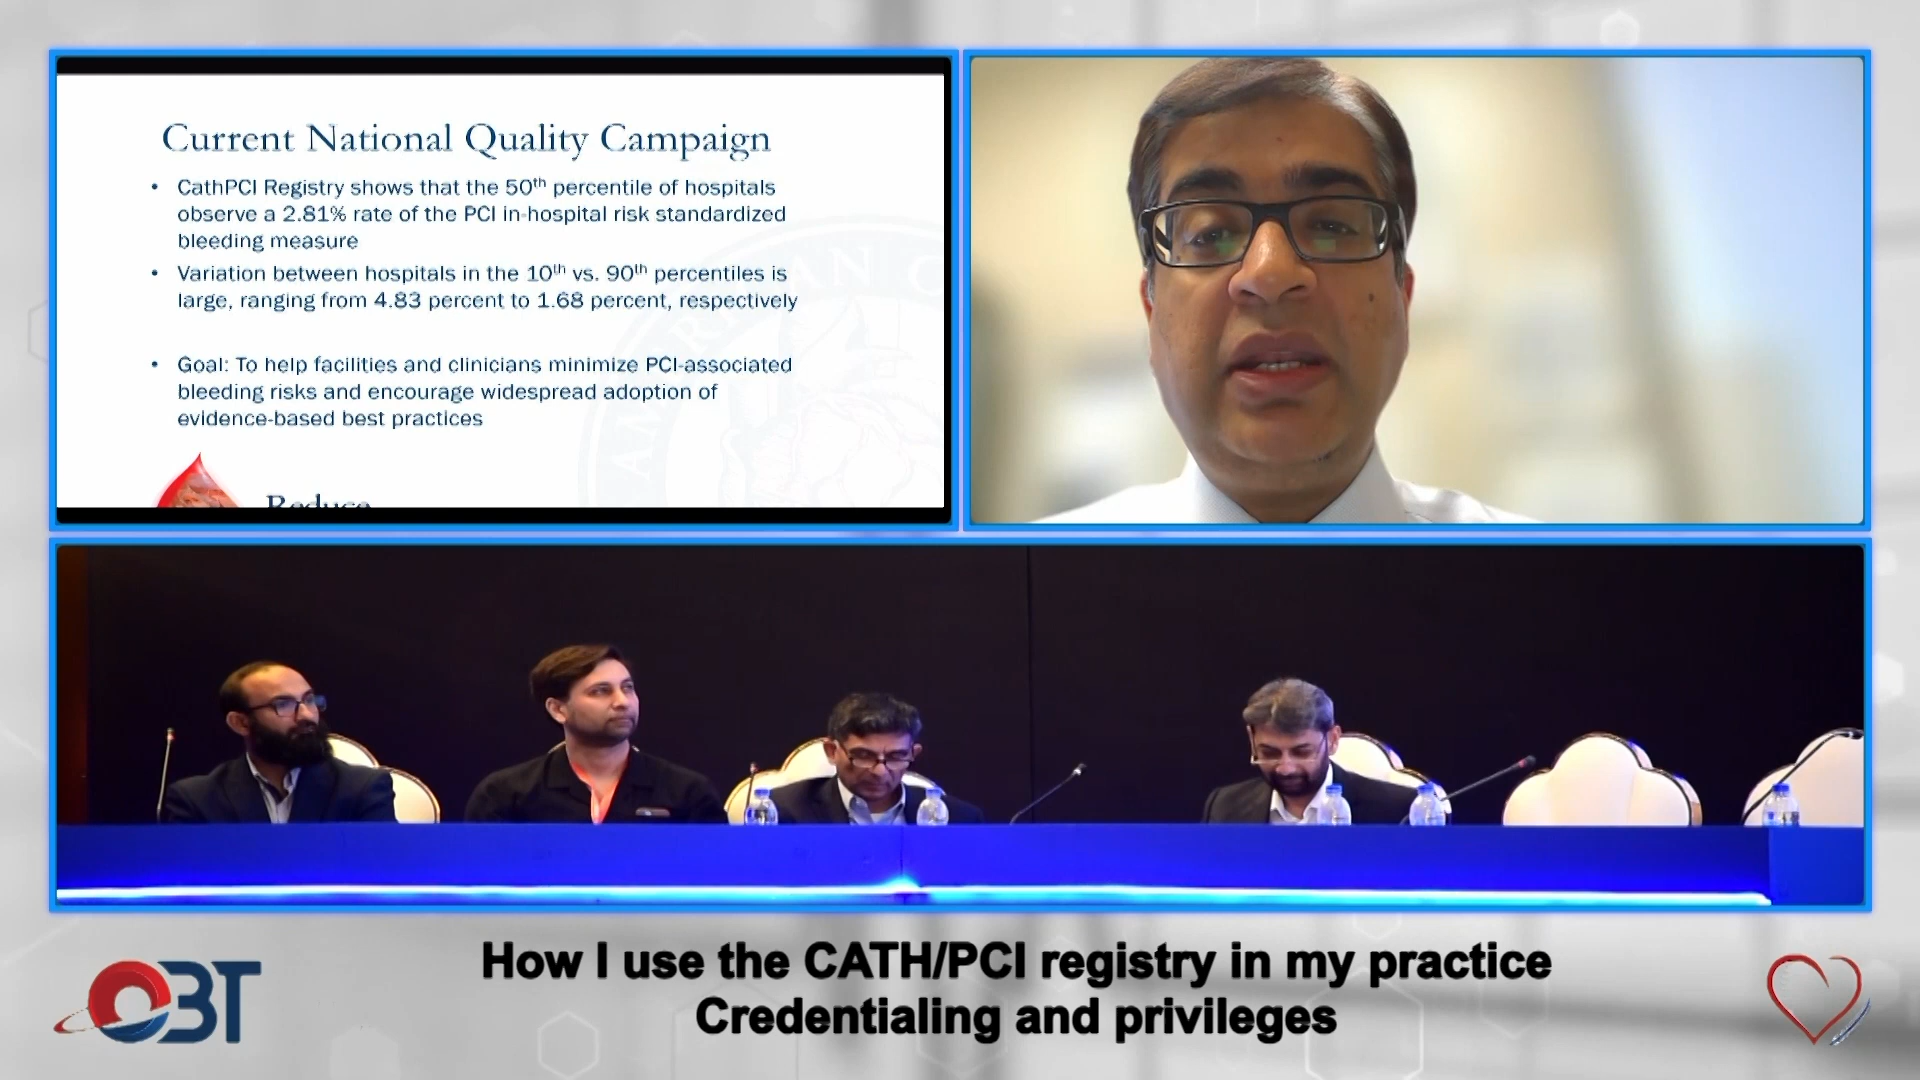 Current National Quality Campaign
• CathPCI Registry shows that the 50th percentile of hospitals
observe a 2.81% rate of the PCI in-hospital risk standardized
bleeding measure
• Variation between hospitals in the 10th vs. 90th percentiles is
large, ranging from 4.83 percent to 1.68 percent, respectively
• Goal: To help facilities and clinicians minimize PCI-associated
bleeding risks and encourage widespread adoption of
evidence-based best practices
Reduce
OBT
How I use the CATH/PCI registry in my practice
Credentialing and privileges